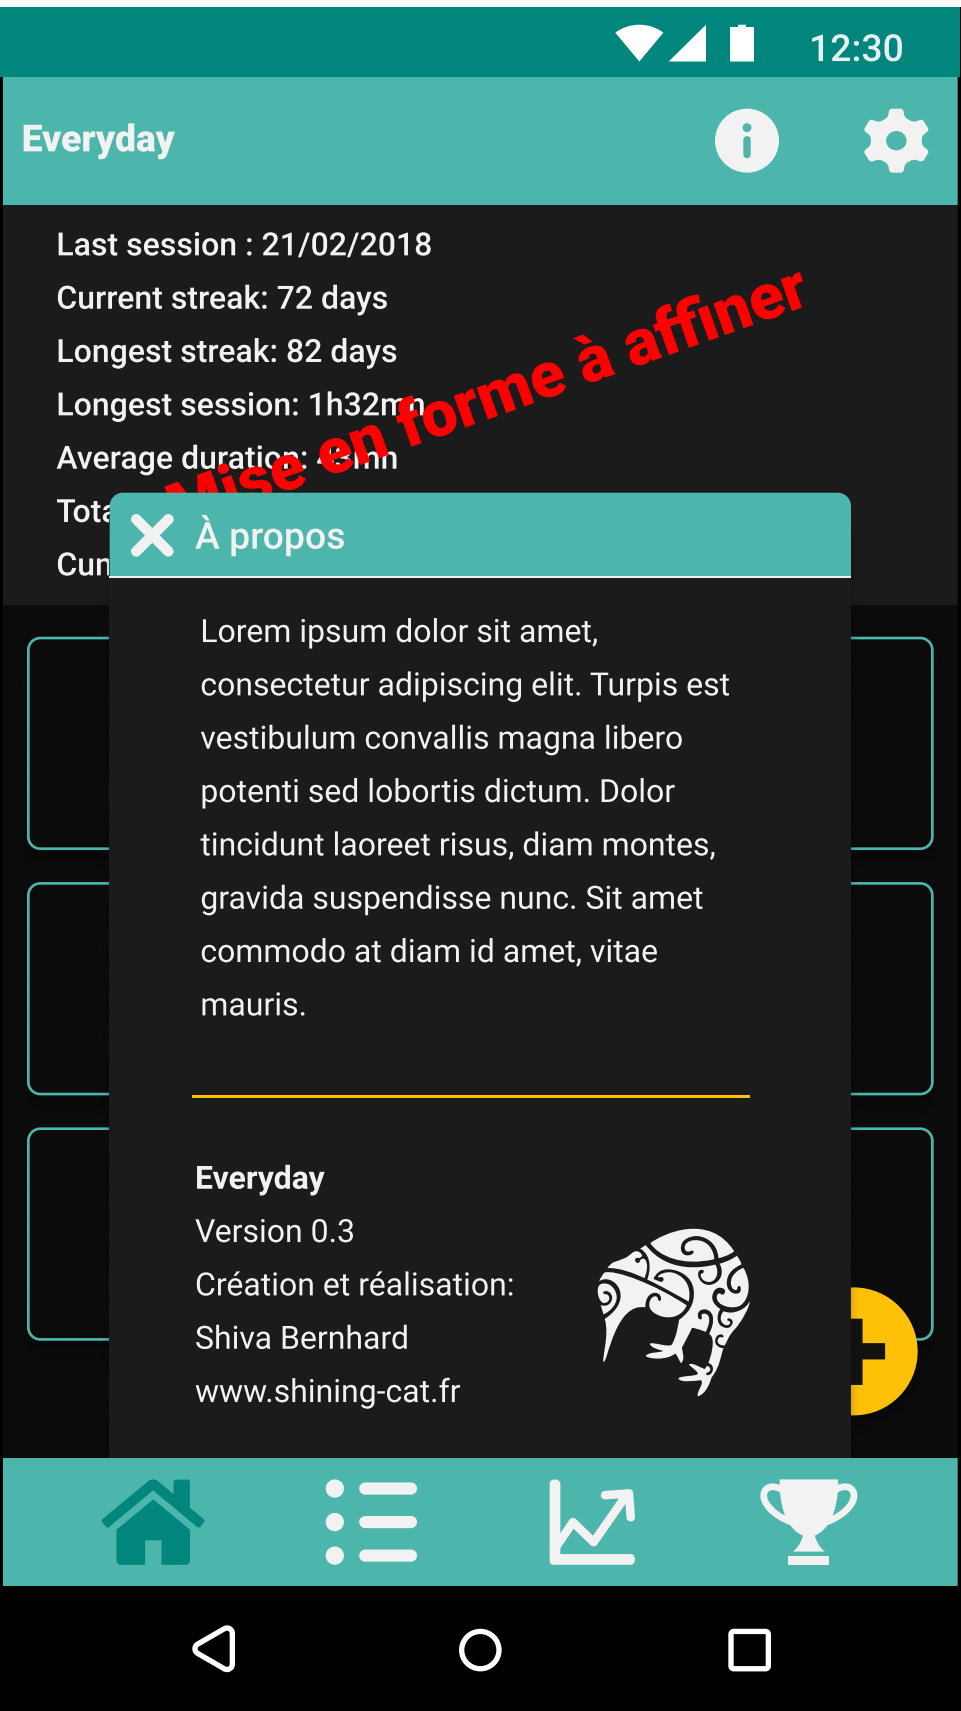 12:30
Everyday
Last session : 21/02/2018
Current streak: 72 days
Longest streak: 82 days
Longest session: 1h32mn
Average duration: 43mn
Mise en forme à affiner
À propos
Lorem ipsum dolor sit amet,
consectetur adipiscing elit. Turpis est
vestibulum convallis magna libero
potenti sed lobortis dictum. Dolor
tincidunt laoreet risus, diam montes,
gravida suspendisse nunc. Sit amet
commodo at diam id amet, vitae
mauris.
Everyday
Version 0.3
Création et réalisation:
Shiva Bernhard
www.shining-cat.fr